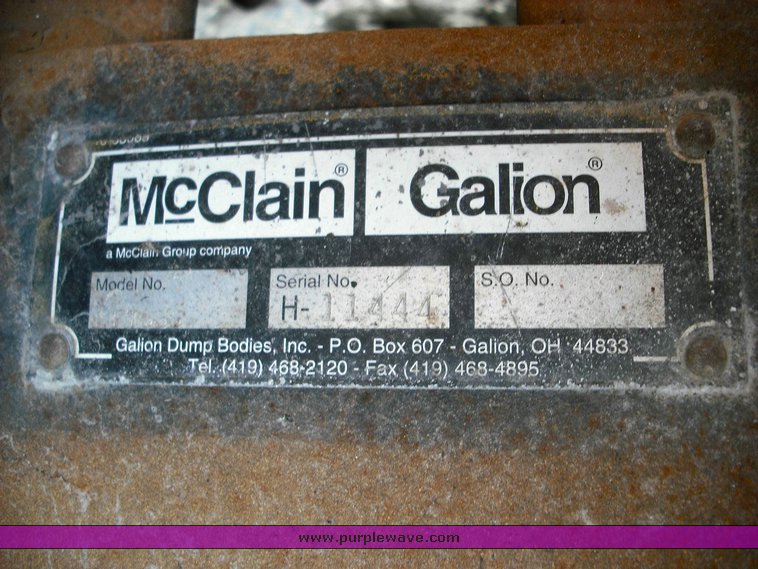 McClain® Galion®
a McClain Group company
Model No. Serial No. S.O. No.
H-11444
Galion Dump Bodies, Inc. - P.O. Box 607 - Galion, OH 44833
Tel. (419) 468-2120 - Fax (419) 468-4895
www.purplewave.com